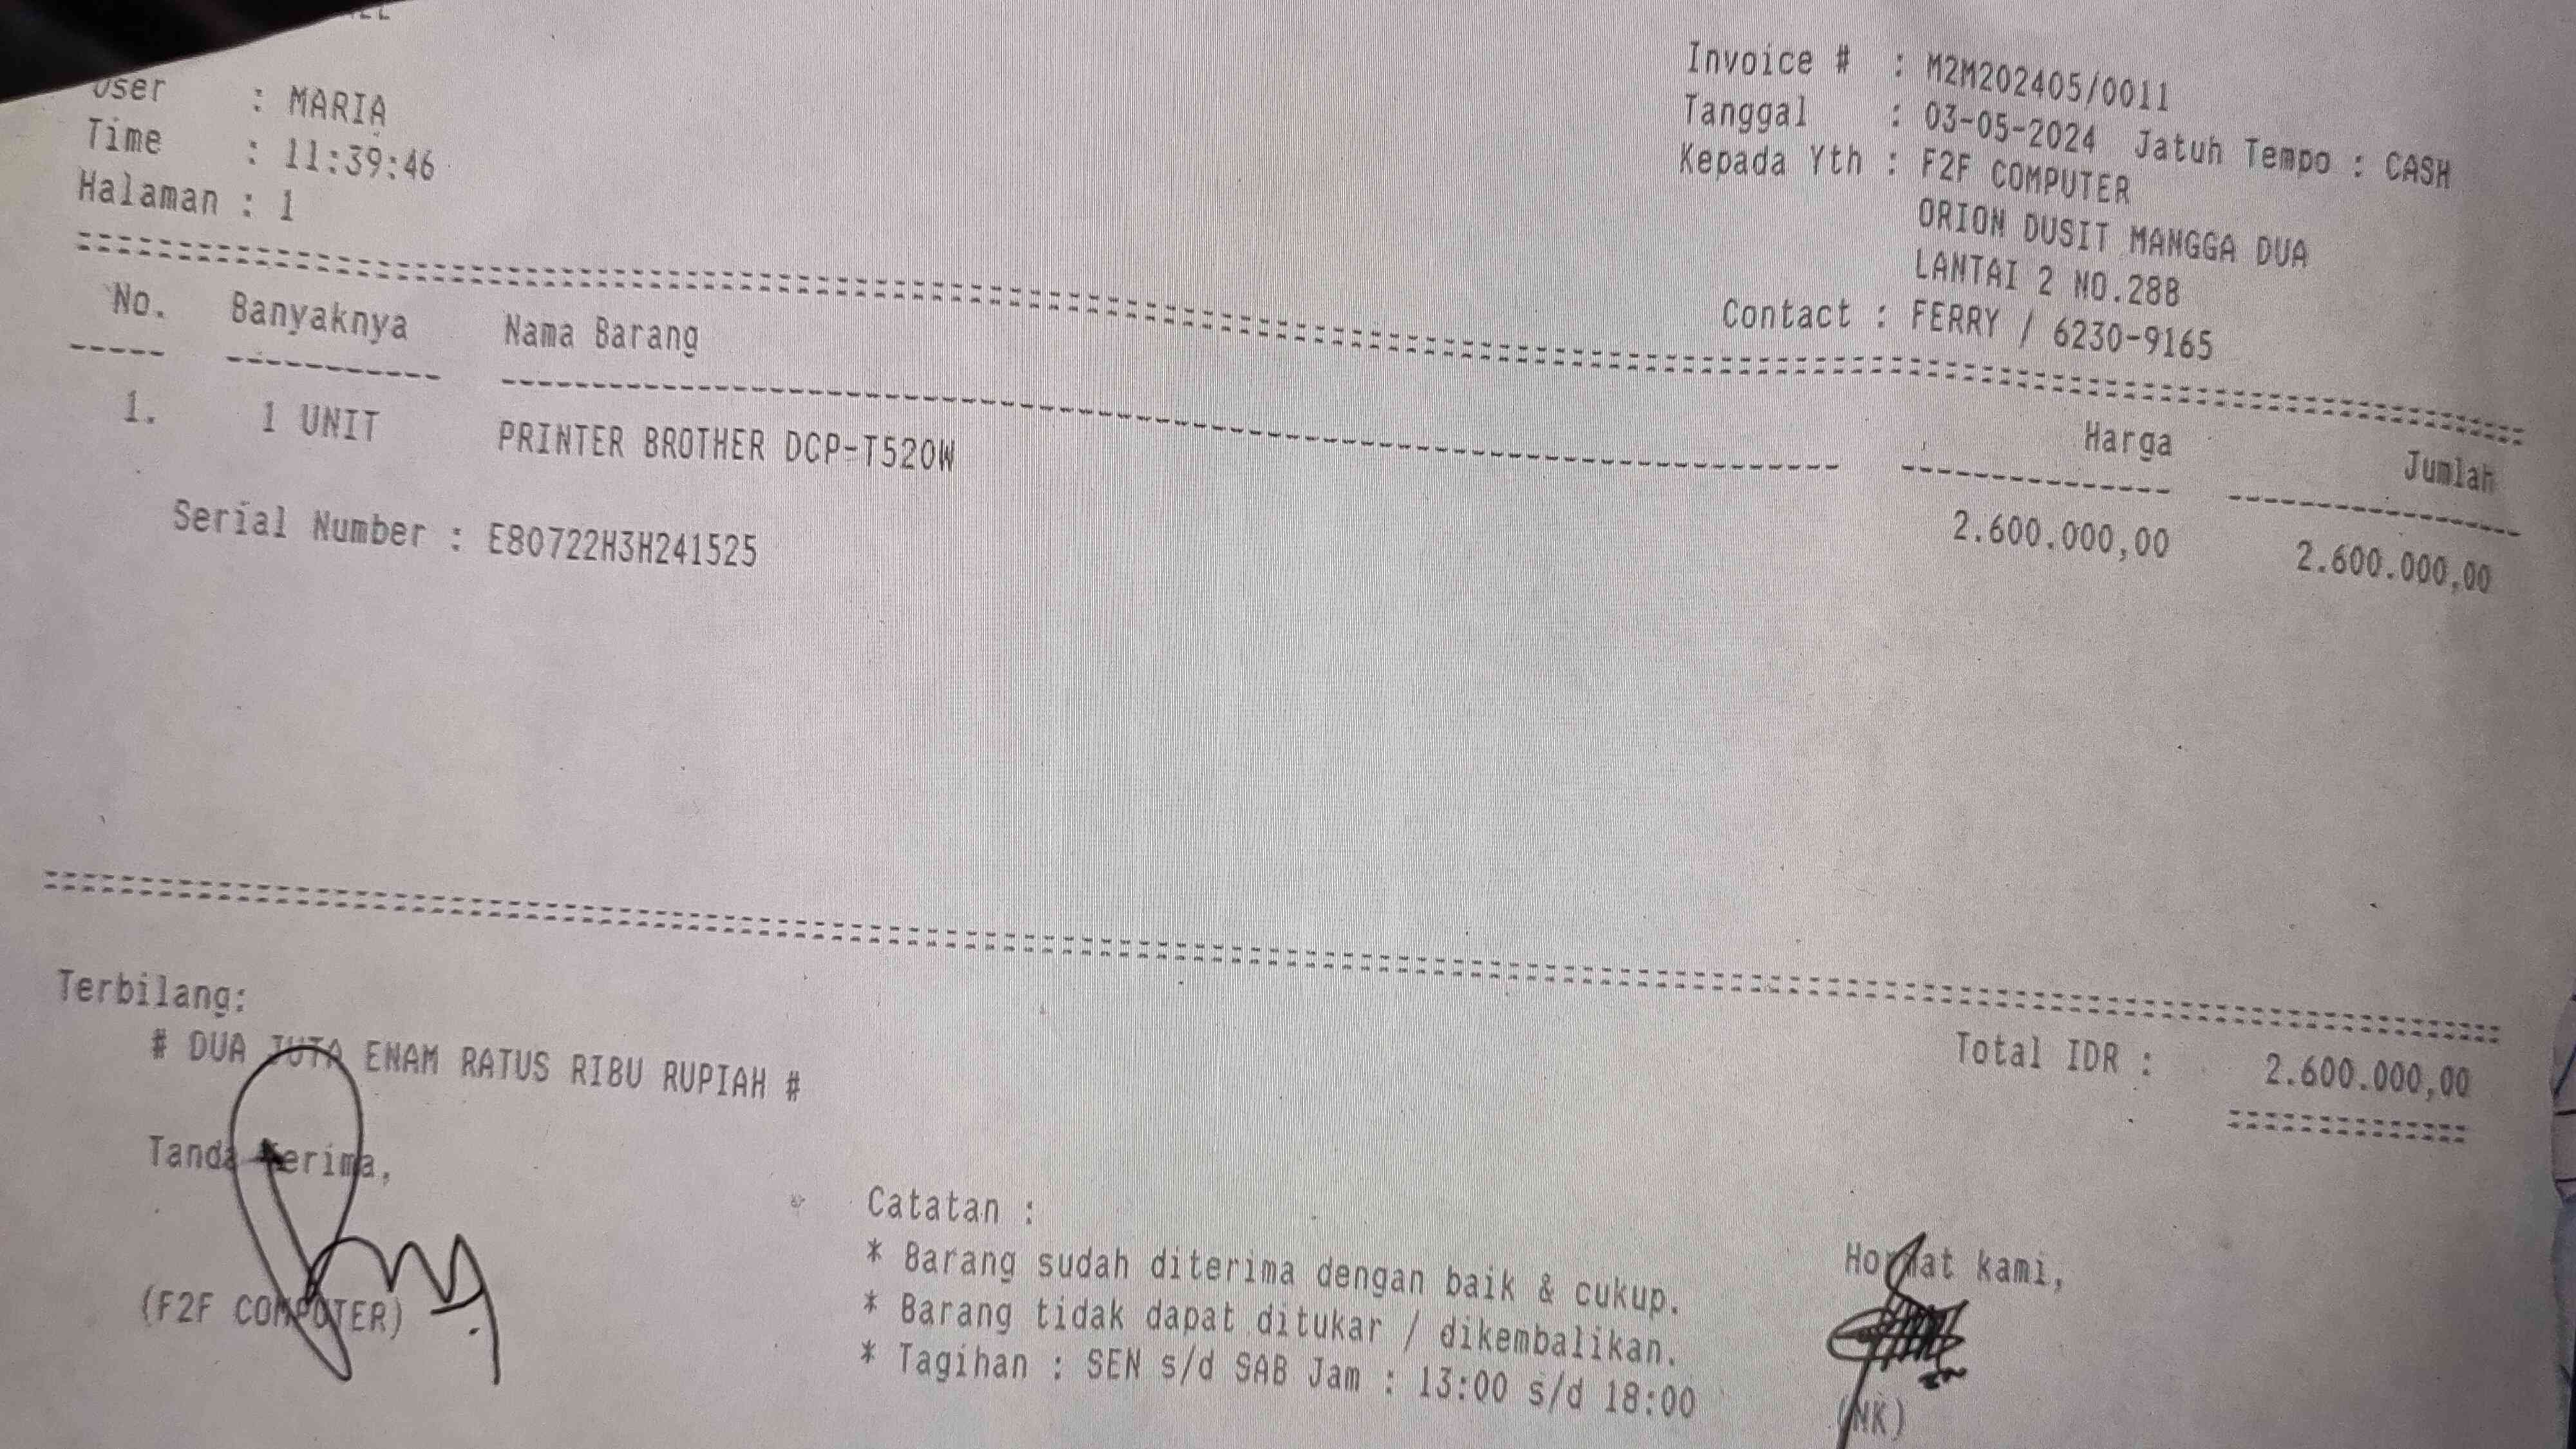 User : MARIA
Time : 11:39:46
Halaman : 1
Invoice # : M2M202405/0011
Tanggal : 03-05-2024 Jatuh Tempo : CASH
Kepada Yth : F2F COMPUTER
ORION DUSIT MANGGA DUA
LANTAI 2 NO.28B
Contact : FERRY / 6230-9165
No. Banyaknya Nama Barang Harga Jumlah
1. 1 UNIT PRINTER BROTHER DCP-T520W 2.600.000,00 2.600.000,00
Serial Number : E80722H3H241525
Terbilang:
# DUA JUTA ENAM RATUS RIBU RUPIAH #
Total IDR : 2.600.000,00
Tanda Terima,
(F2F COMPUTER)
Catatan :
* Barang sudah diterima dengan baik & cukup.
* Barang tidak dapat ditukar / dikembalikan.
* Tagihan : SEN s/d SAB Jam : 13:00 s/d 18:00
Hormat kami,
(NK)